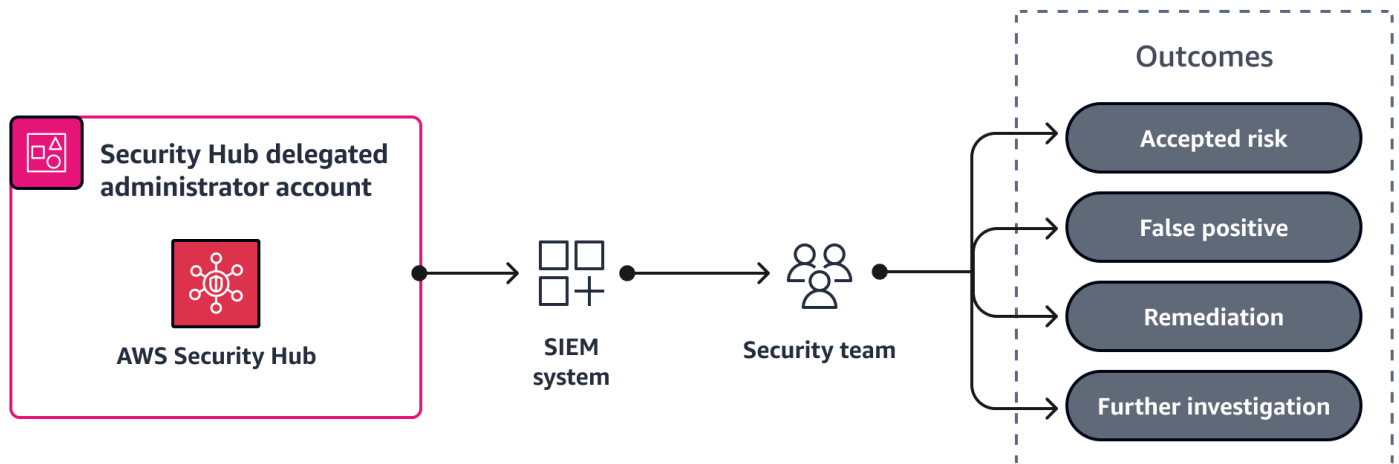 Outcomes
Security Hub delegated
administrator account
AWS Security Hub
SIEM
system
Security team
Accepted risk
False positive
Remediation
Further investigation